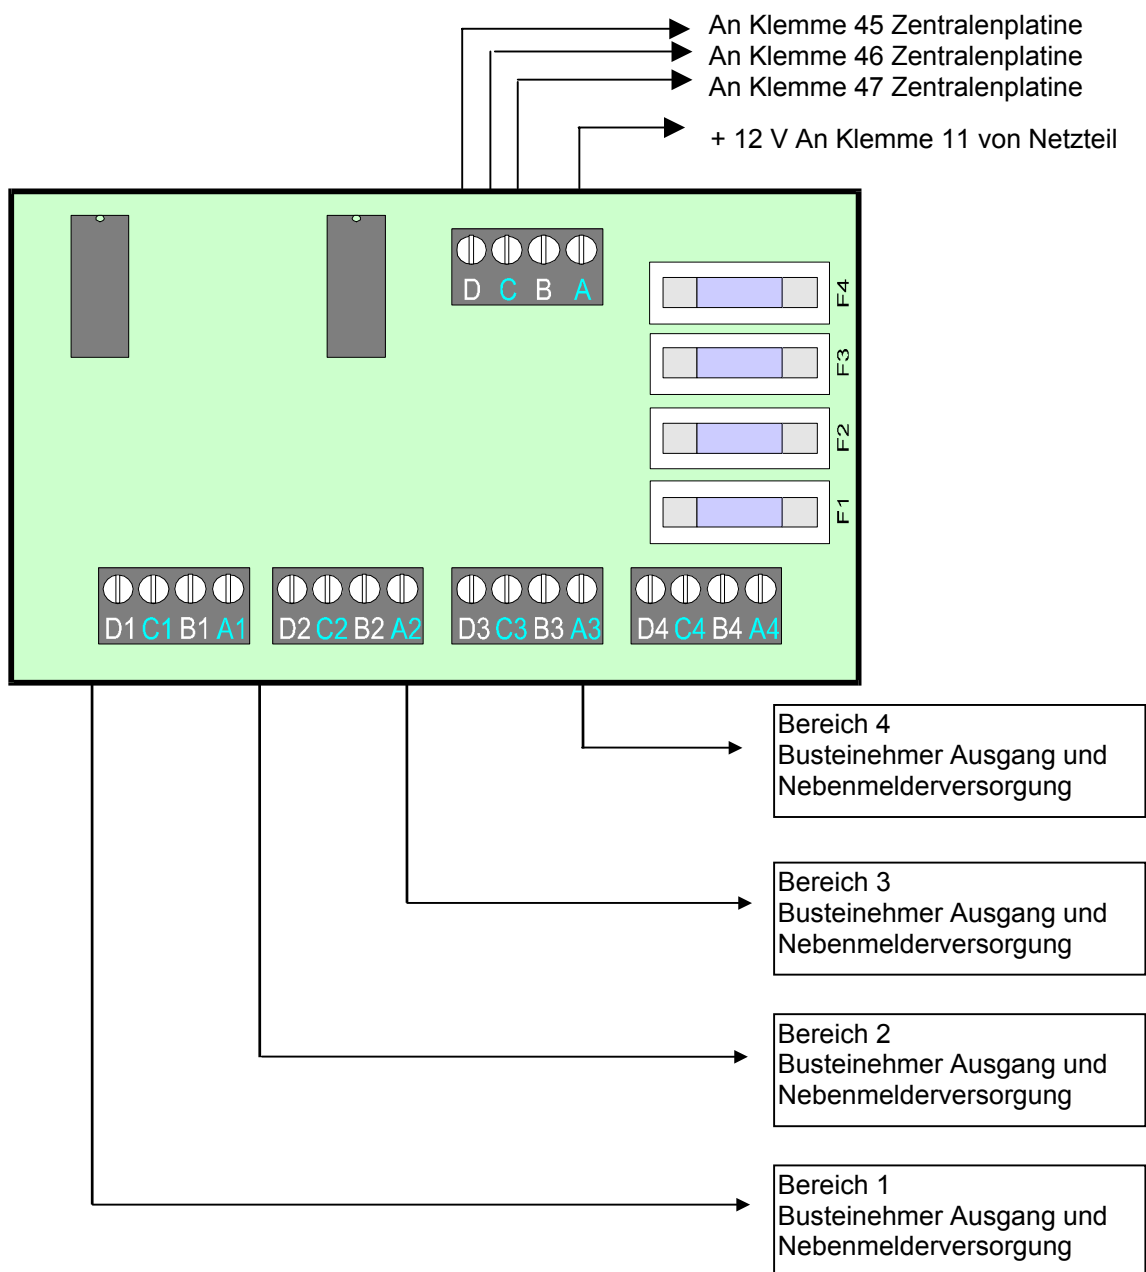 An Klemme 45 Zentralenplatine
An Klemme 46 Zentralenplatine
An Klemme 47 Zentralenplatine
+ 12 V An Klemme 11 von Netzteil
D C B A
F4
F3
F2
F1
D1 C1 B1 A1
D2 C2 B2 A2
D3 C3 B3 A3
D4 C4 B4 A4
Bereich 4
Busteinehmer Ausgang und
Nebenmelderversorgung
Bereich 3
Busteinehmer Ausgang und
Nebenmelderversorgung
Bereich 2
Busteinehmer Ausgang und
Nebenmelderversorgung
Bereich 1
Busteinehmer Ausgang und
Nebenmelderversorgung